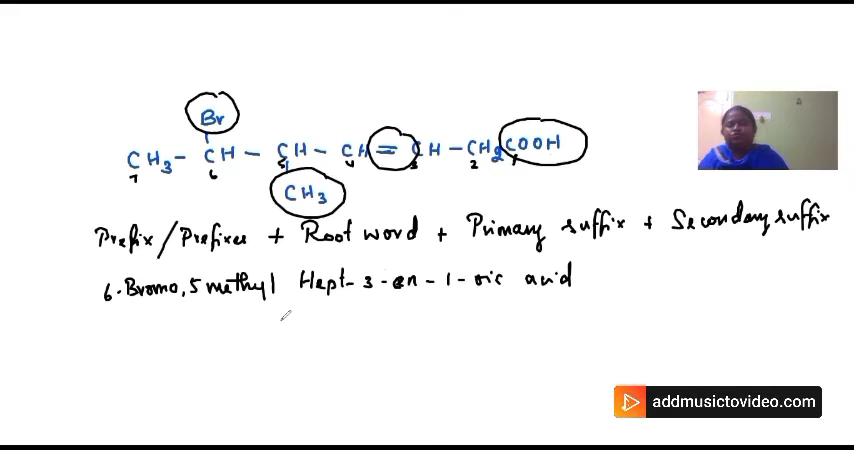 Br
CH3 - CH - CH - CH = CH - CH2 COOH
7 6 5 4 3 2 1
CH3
Prefix/Prefixes + Root word + Primary suffix + Secondary suffix
6-Bromo, 5 methyl Hept-3-en-1-oic acid
addmusictovideo.com